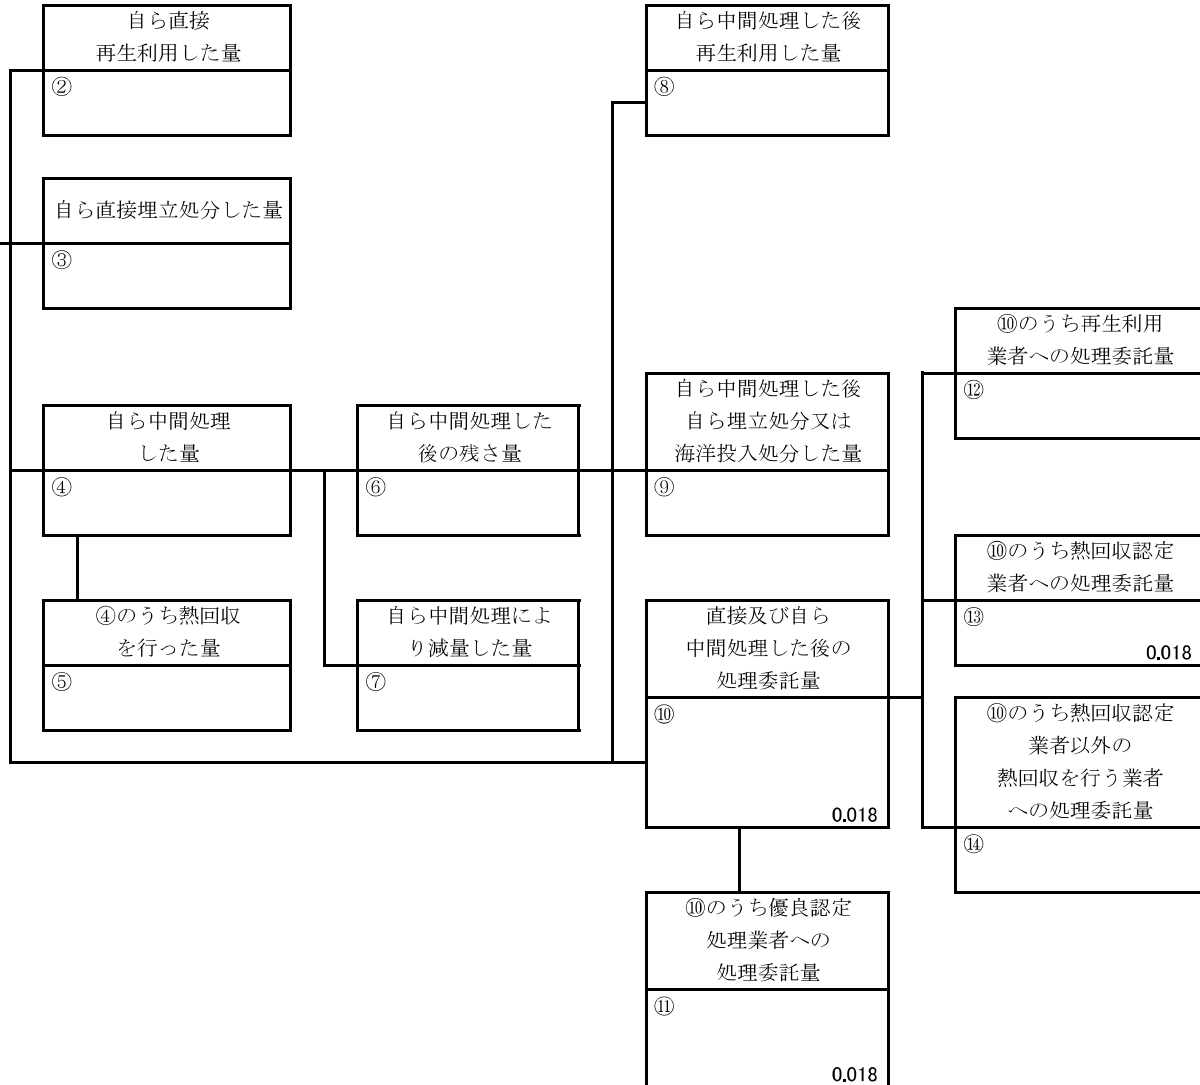 自ら直接
再生利用した量
②
自ら中間処理した後
再生利用した量
⑧
自ら直接埋立処分した量
③
⑩のうち再生利用
業者への処理委託量
⑫
自ら中間処理
した量
④
自ら中間処理した
後の残さ量
⑥
自ら中間処理した後
自ら埋立処分又は
海洋投入処分した量
⑨
⑩のうち熱回収認定
業者への処理委託量
⑬
0.018
④のうち熱回収
を行った量
⑤
自ら中間処理によ
り減量した量
⑦
直接及び自ら
中間処理した後の
処理委託量
⑩
0.018
⑩のうち熱回収認定
業者以外の
熱回収を行う業者
への処理委託量
⑭
⑩のうち優良認定
処理業者への
処理委託量
⑪
0.018